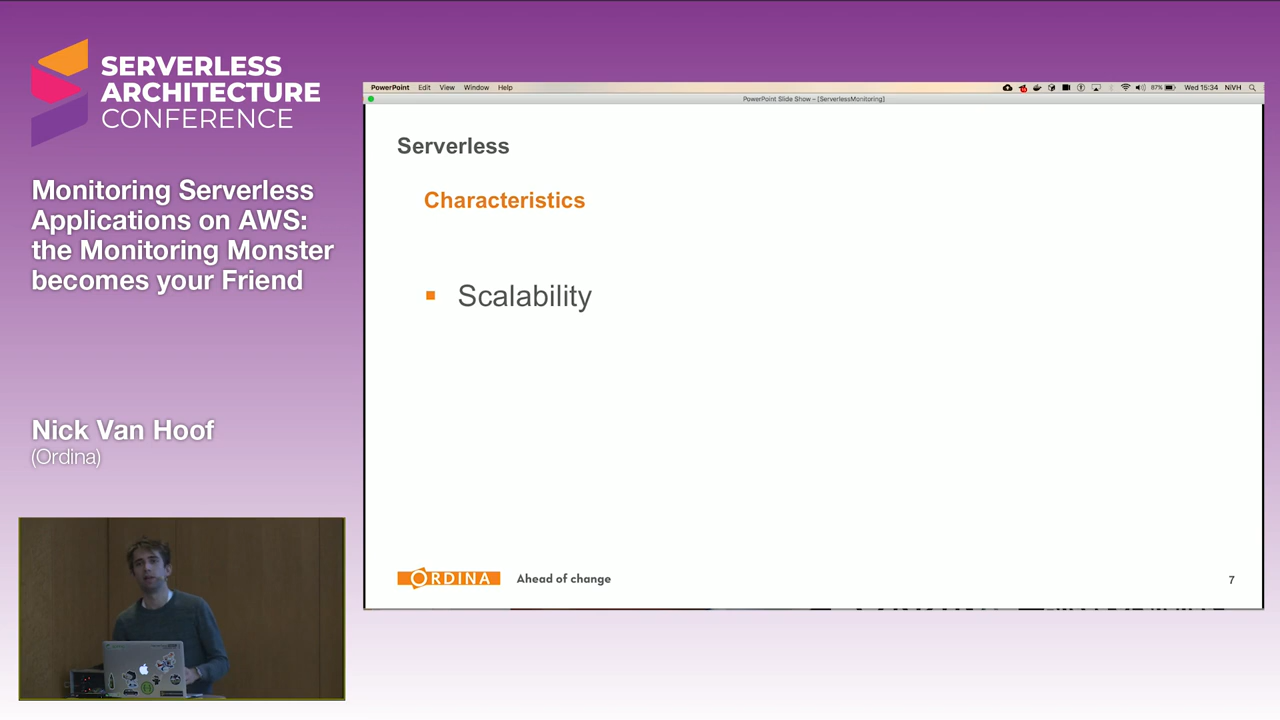 SERVERLESS
ARCHITECTURE
CONFERENCE
Monitoring Serverless
Applications on AWS:
the Monitoring Monster
becomes your Friend
Nick Van Hoof
(Ordina)
PowerPoint Edit View Window Help
87% Wed 15:34 NiVH
PowerPoint Slide Show - [ServerlessMonitoring]
Serverless
Characteristics
▪ Scalability
ORDINA Ahead of change
7